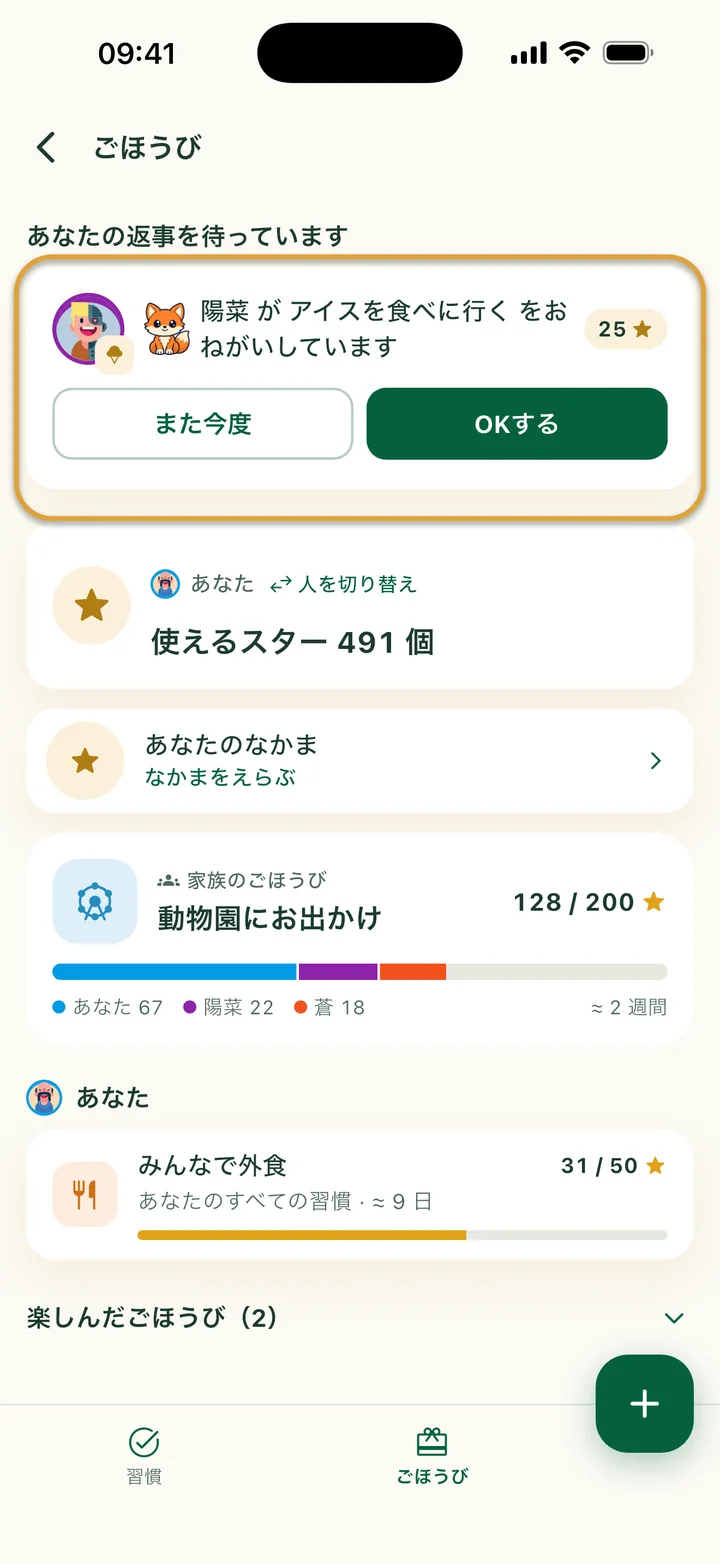 09:41
ごほうび
あなたの返事を待っています
陽菜 が アイスを食べに行く をお
ねがいしています
25
また今度
OKする
あなた 人を切り替え
使えるスター 491 個
あなたのなかま
なかまをえらぶ
家族のごほうび
動物園にお出かけ
128 / 200
あなた 67 陽菜 22 蒼 18 ≈ 2 週間
あなた
みんなで外食
31 / 50
あなたのすべての習慣 · ≈ 9 日
楽しんだごほうび（2）
習慣
ごほうび